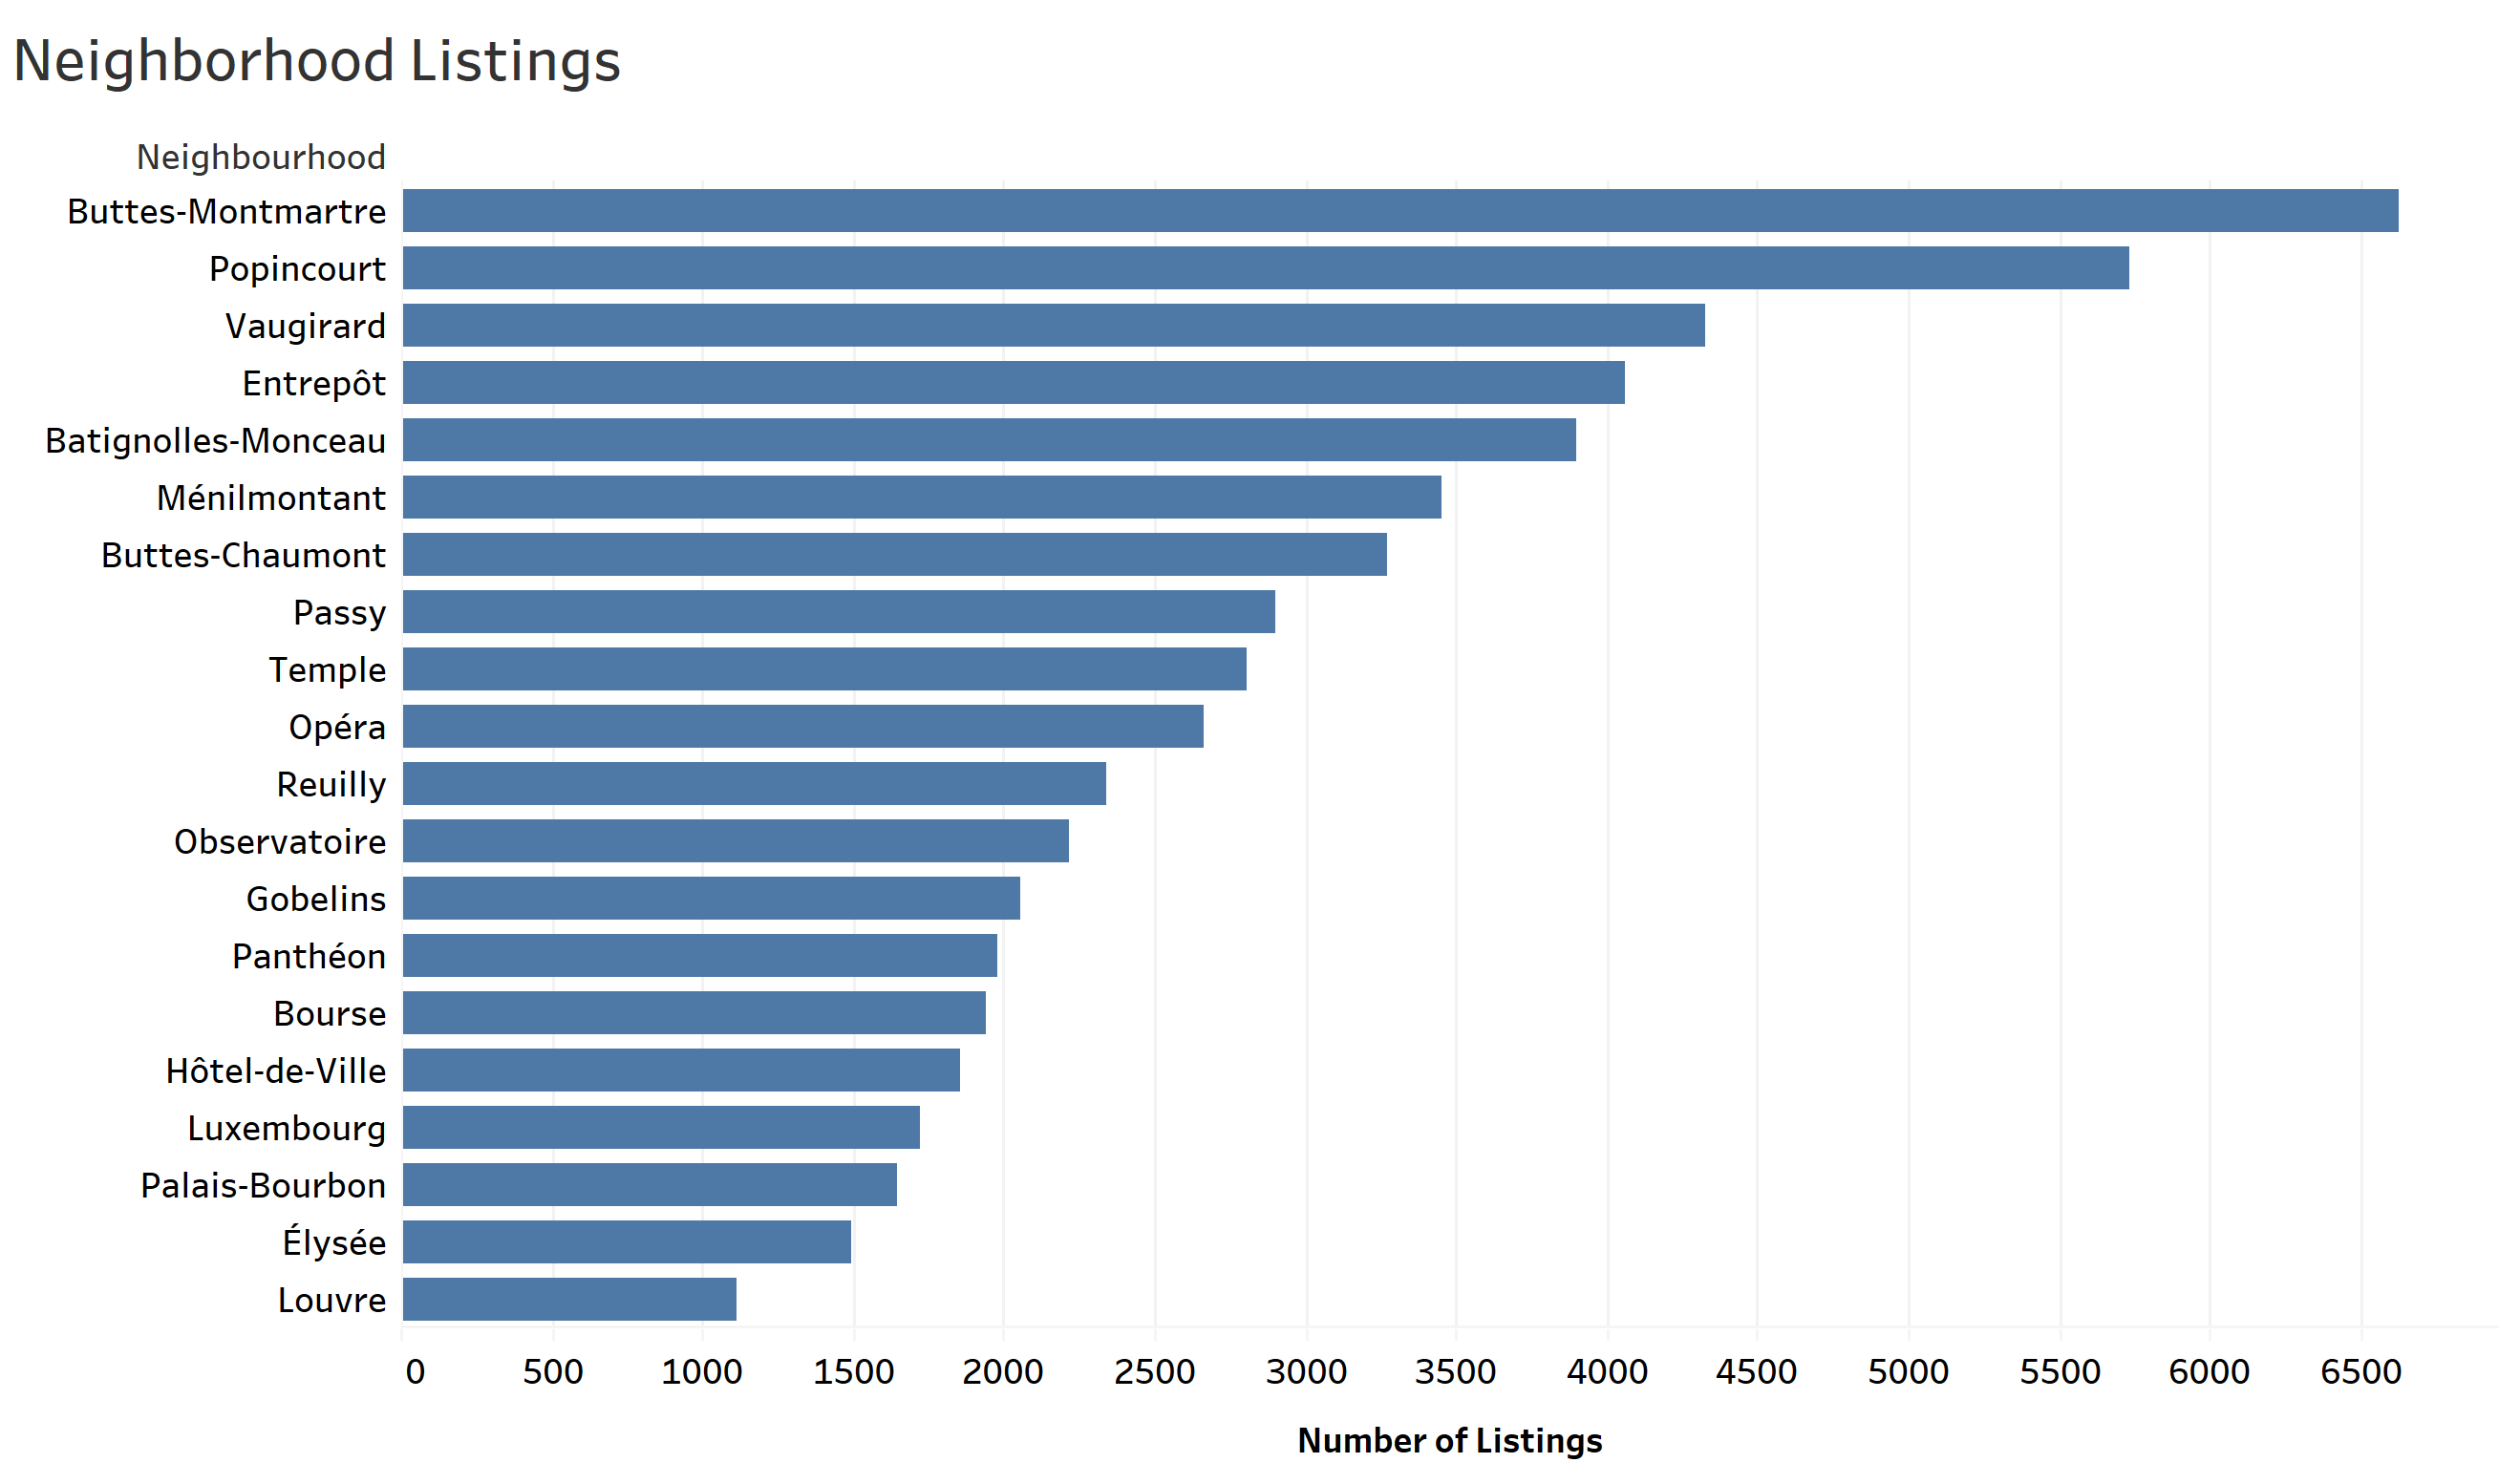 Neighborhood Listings
Neighbourhood
Buttes-Montmartre
Popincourt
Vaugirard
Entrepôt
Batignolles-Monceau
Ménilmontant
Buttes-Chaumont
Passy
Temple
Opéra
Reuilly
Observatoire
Gobelins
Panthéon
Bourse
Hôtel-de-Ville
Luxembourg
Palais-Bourbon
Élysée
Louvre
0 500 1000 1500 2000 2500 3000 3500 4000 4500 5000 5500 6000 6500
Number of Listings